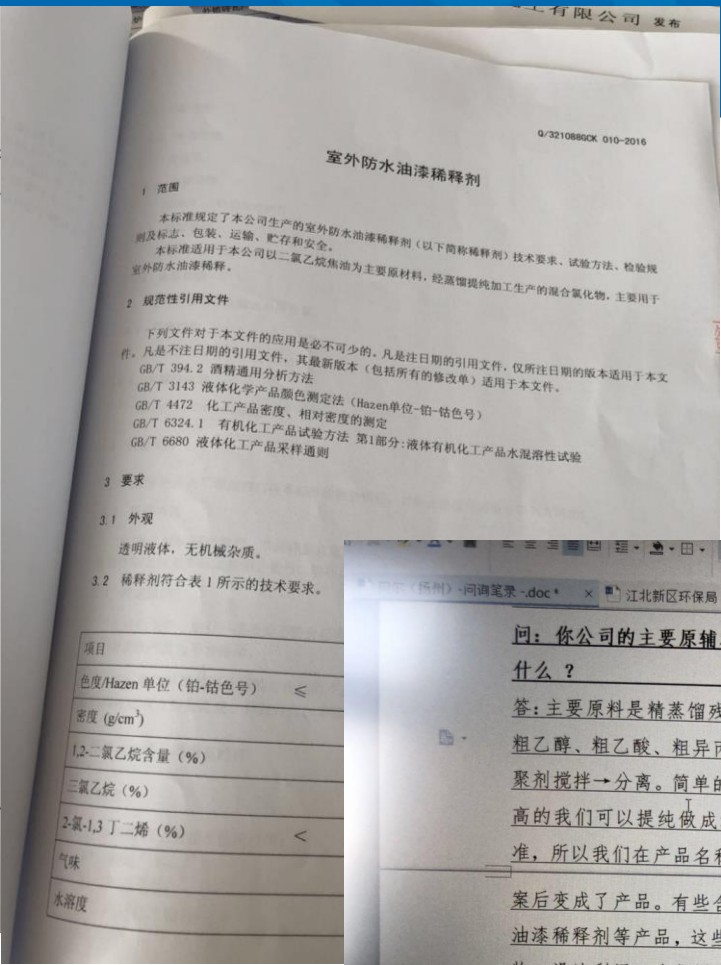 工有限公司 发布
Q/321088GCK 010-2016
室外防水油漆稀释剂
1 范围
本标准规定了本公司生产的室外防水油漆稀释剂（以下简称稀释剂）技术要求、试验方法、检验规
则及标志、包装、运输、贮存和安全。
本标准适用于本公司以二氯乙烷焦油为主要原材料，经蒸馏提纯加工生产的混合氯化物，主要用于
室外防水油漆稀释。
2 规范性引用文件
下列文件对于本文件的应用是必不可少的。凡是注日期的引用文件，仅所注日期的版本适用于本文
件。凡是不注日期的引用文件，其最新版本（包括所有的修改单）适用于本文件。
GB/T 394.2 酒精通用分析方法
GB/T 3143 液体化学产品颜色测定法（Hazen单位-铂-钴色号）
GB/T 4472 化工产品密度、相对密度的测定
GB/T 6324.1 有机化工产品试验方法 第1部分:液体有机化工产品水混溶性试验
GB/T 6680 液体化工产品采样通则
3 要求
3.1 外观
透明液体，无机械杂质。
3.2 稀释剂符合表 1 所示的技术要求。
项目
色度/Hazen 单位（铂-钴色号） ≤
密度 (g/cm³)
1,2-二氯乙烷含量（%）
三氯乙烷（%）
2-氯-1,3 丁二烯（%） <
气味
水溶度
（扬州）-问询笔录 -.doc * × 江北新区环保局
问：你公司的主要原辅
什么 ？
答：主要原料是精蒸馏残
粗乙醇、粗乙酸、粗异丙
聚剂搅拌→分离。简单的
高的我们可以提纯做成
准，所以我们在产品名称
案后变成了产品。有些合
油漆稀释剂等产品，这些